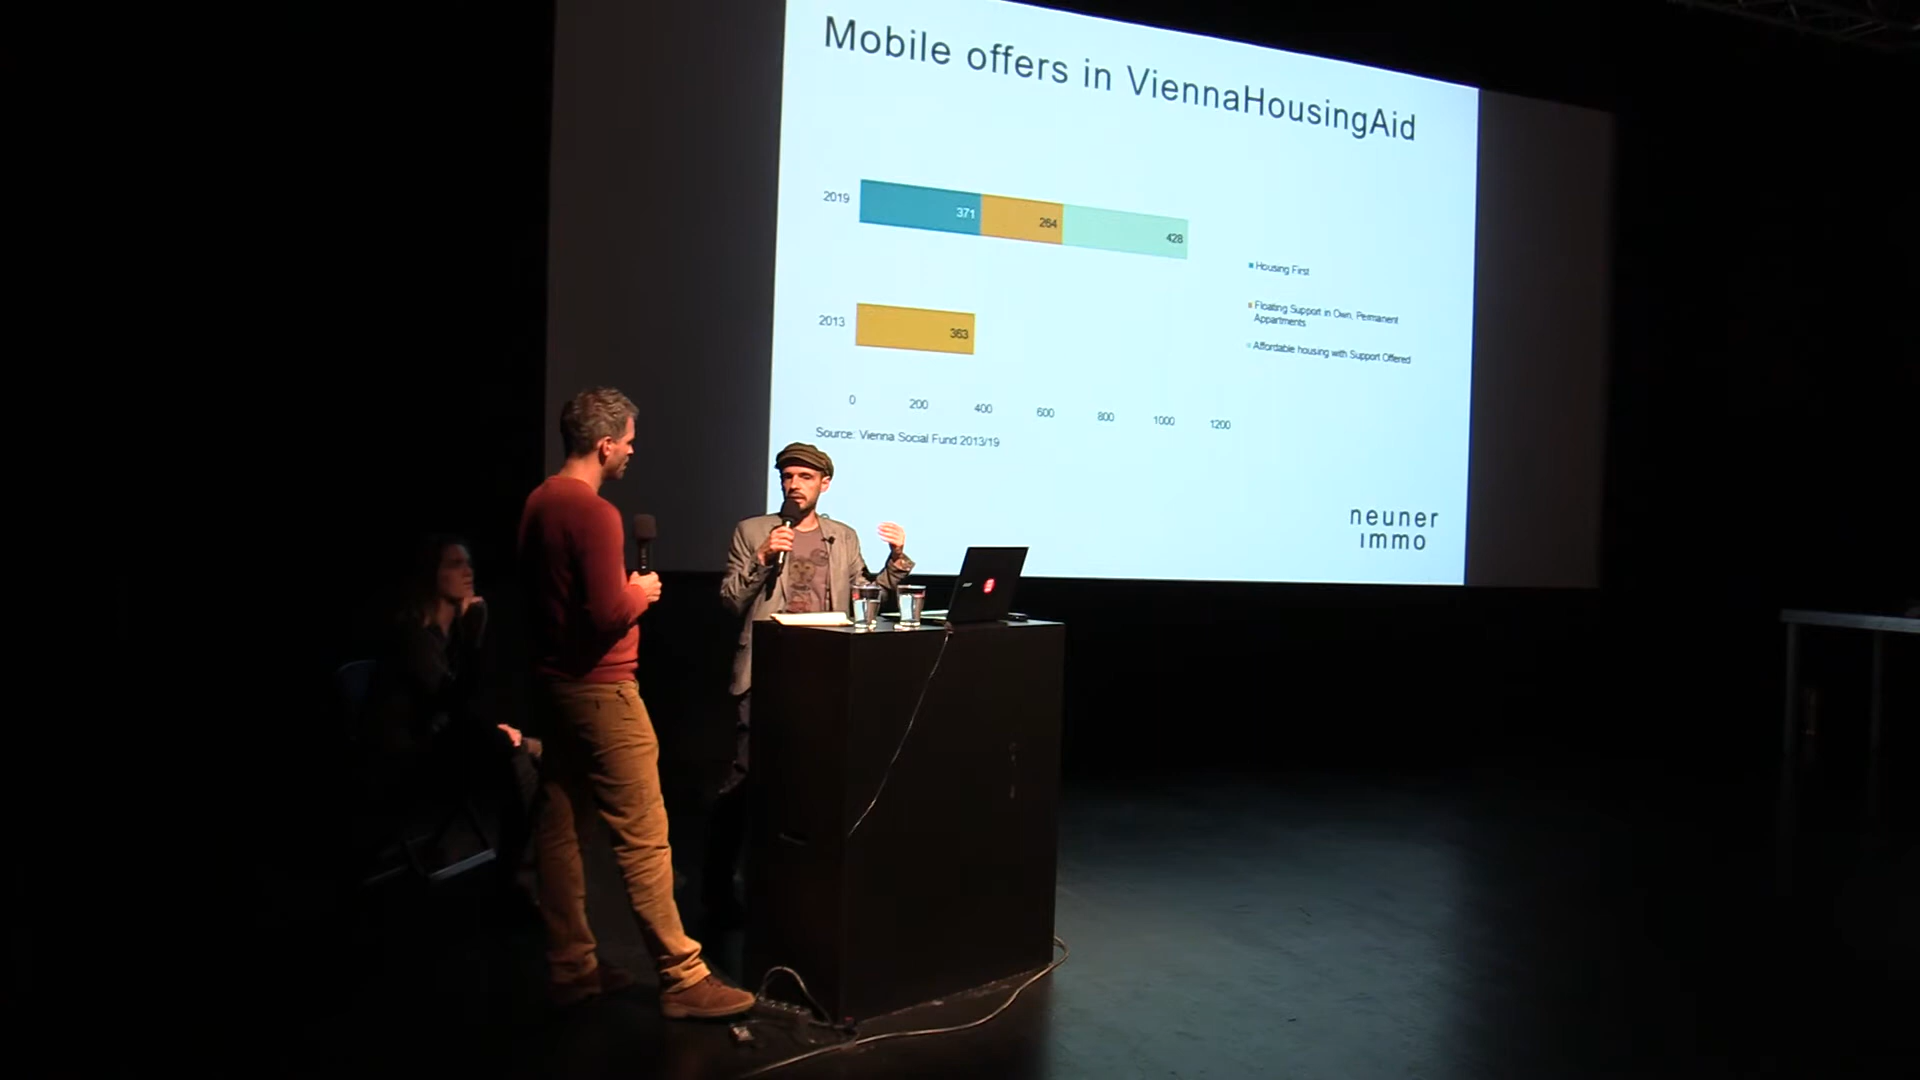 Mobile offers in ViennaHousingAid
2019
371
264
428
Housing First
Floating Support in Own, Permanent
Appartments
Affordable housing with Support Offered
2013
363
0 200 400 600 800 1000 1200
Source: Vienna Social Fund 2013/19
neuner
immo